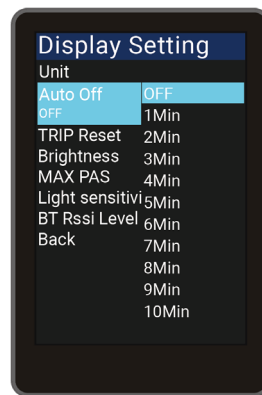 Display Setting
Unit
Auto Off
OFF
TRIP Reset
Brightness
MAX PAS
Light sensitivi
BT Rssi Level
Back
OFF
1Min
2Min
3Min
4Min
5Min
6Min
7Min
8Min
9Min
10Min